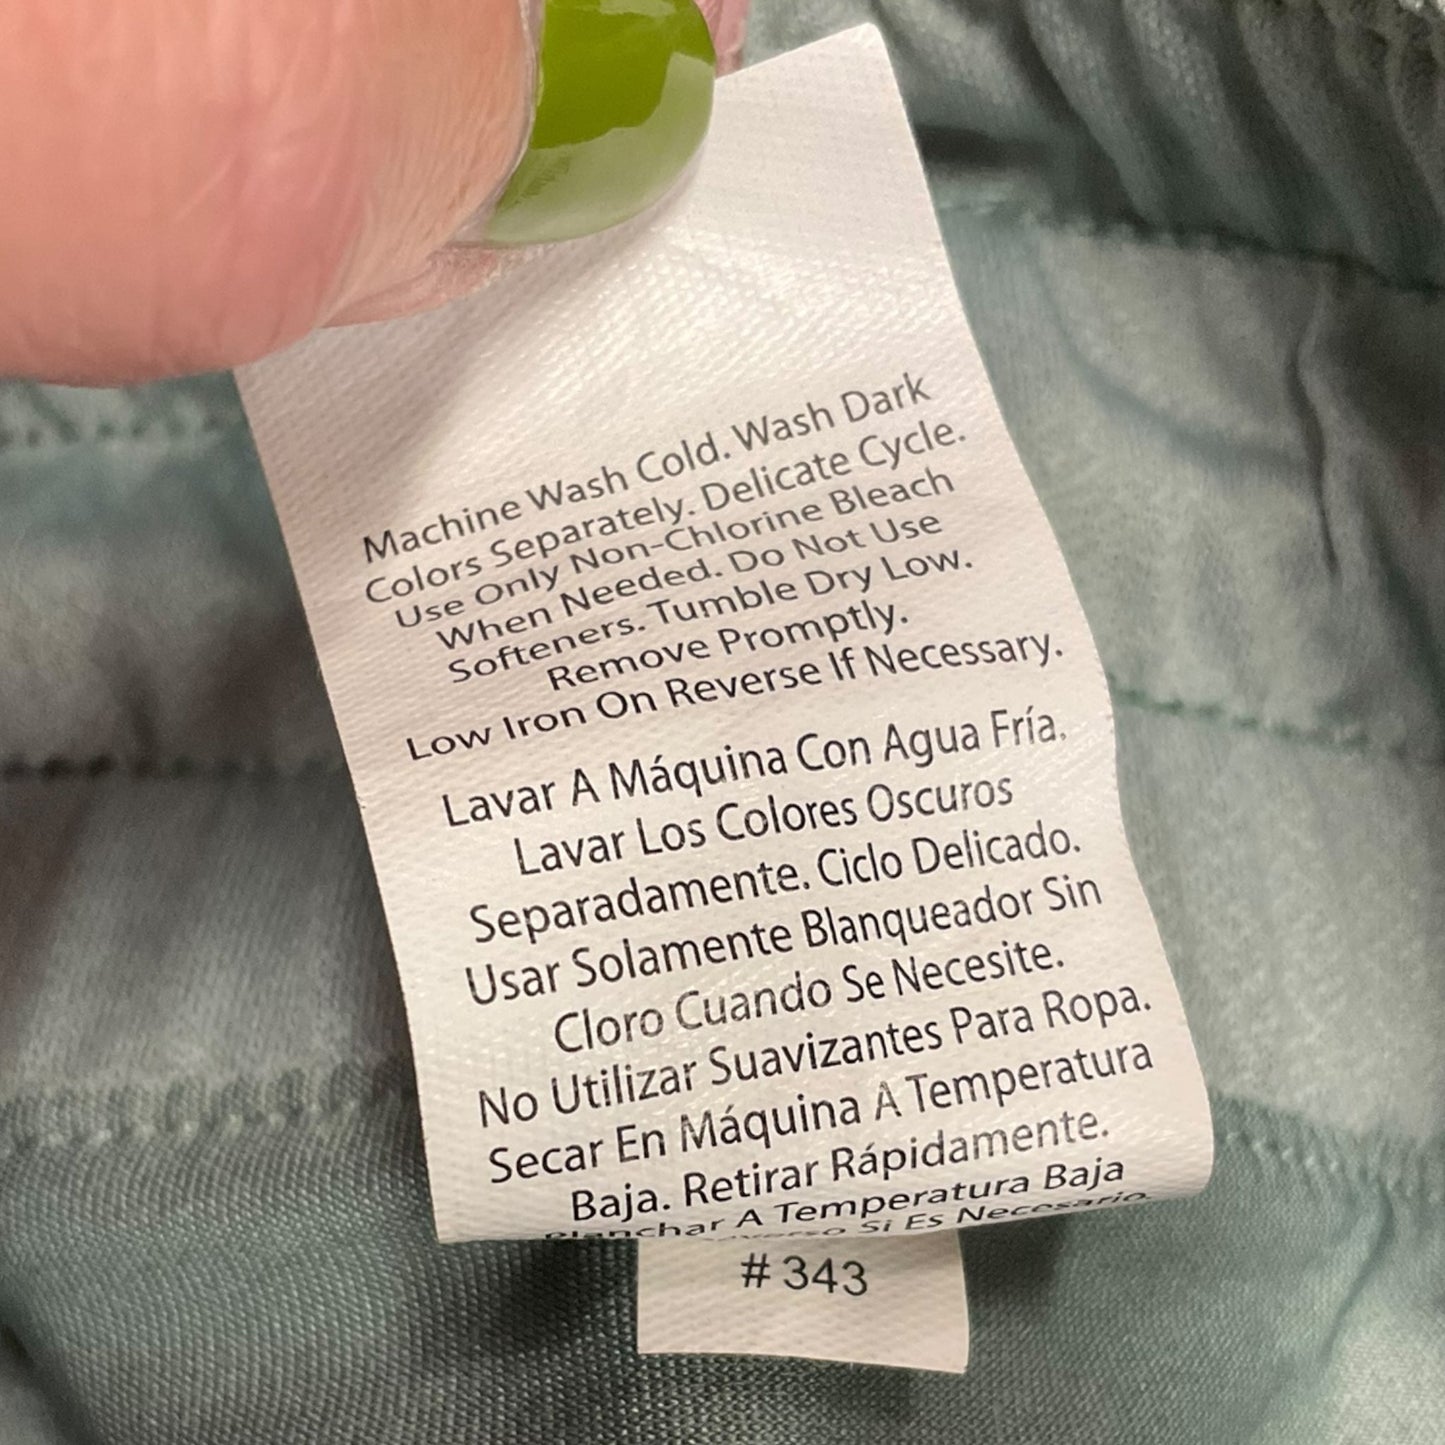 Machine Wash Cold. Wash Dark
Colors Separately. Delicate Cycle.
Use Only Non-Chlorine Bleach
When Needed. Do Not Use
Softeners. Tumble Dry Low.
Remove Promptly.
Low Iron On Reverse If Necessary.
Lavar A Máquina Con Agua Fría.
Lavar Los Colores Oscuros
Separadamente. Ciclo Delicado.
Usar Solamente Blanqueador Sin
Cloro Cuando Se Necesite.
No Utilizar Suavizantes Para Ropa.
Secar En Máquina A Temperatura
Baja. Retirar Rápidamente.
Planchar A Temperatura Baja
Si Es Necesario.
# 343